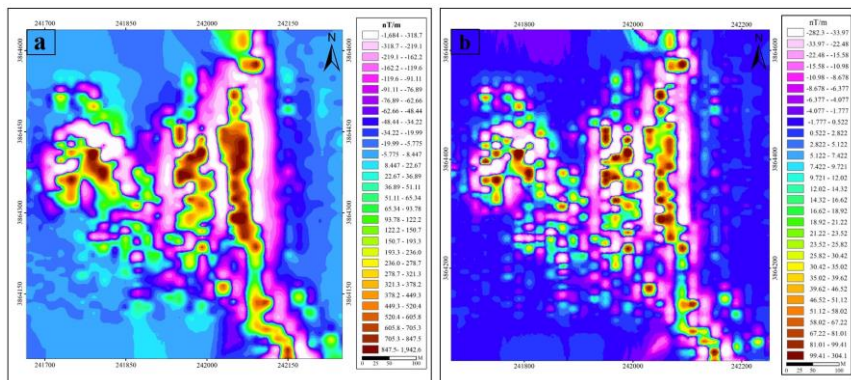 a
N
241700 241850 242000 242150
3864600
3864450
3864300
3864150
241700 241850 242000 242150
nT/m
-1,684 - -318.7
-318.7 - -219.1
-219.1 - -162.2
-162.2 - -119.6
-119.6 - -91.11
-91.11 - -76.89
-76.89 - -62.66
-62.66 - -48.44
-48.44 - -34.22
-34.22 - -19.99
-19.99 - -5.775
-5.775 - 8.447
8.447 - 22.67
22.67 - 36.89
36.89 - 51.11
51.11 - 65.34
65.34 - 93.78
93.78 - 122.2
122.2 - 150.7
150.7 - 193.3
193.3 - 236.0
236.0 - 278.7
278.7 - 321.3
321.3 - 378.2
378.2 - 449.3
449.3 - 520.4
520.4 - 605.8
605.8 - 705.3
705.3 - 847.5
847.5 - 1,942.6
M
0 25 50 100
b
N
241800 242000 242200
3864600
3864400
3864200
241800 242000 242200
nT/m
-282.3 - -33.97
-33.97 - -22.48
-22.48 - -15.58
-15.58 - -10.98
-10.98 - -8.678
-8.678 - -6.377
-6.377 - -4.077
-4.077 - -1.777
-1.777 - 0.522
0.522 - 2.822
2.822 - 5.122
5.122 - 7.422
7.422 - 9.721
9.721 - 12.02
12.02 - 14.32
14.32 - 16.62
16.62 - 18.92
18.92 - 21.22
21.22 - 23.52
23.52 - 25.82
25.82 - 30.42
30.42 - 35.02
35.02 - 39.62
39.62 - 46.52
46.52 - 51.12
51.12 - 58.02
58.02 - 67.22
67.22 - 81.01
81.01 - 99.41
99.41 - 304.1
M
0 25 50 100